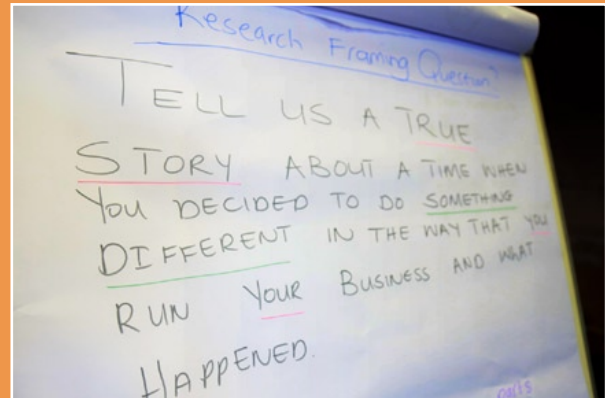 Research Framing Question?
TELL US A TRUE
STORY ABOUT A TIME WHEN
YOU DECIDED TO DO SOMETHING
DIFFERENT IN THE WAY THAT YOU
RUN YOUR BUSINESS AND WHAT
HAPPENED.